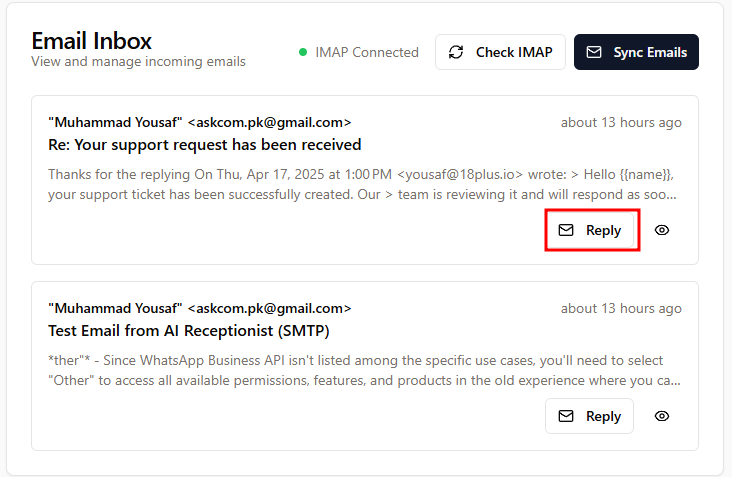 Email Inbox
View and manage incoming emails
IMAP Connected
Check IMAP
Sync Emails
"Muhammad Yousaf" <askcom.pk@gmail.com>
about 13 hours ago
Re: Your support request has been received
Thanks for the replying On Thu, Apr 17, 2025 at 1:00 PM <yousaf@18plus.io> wrote: > Hello {{name}},
your support ticket has been successfully created. Our > team is reviewing it and will respond as soo...
Reply
"Muhammad Yousaf" <askcom.pk@gmail.com>
about 13 hours ago
Test Email from AI Receptionist (SMTP)
*ther"* - Since WhatsApp Business API isn't listed among the specific use cases, you'll need to select
"Other" to access all available permissions, features, and products in the old experience where you ca...
Reply